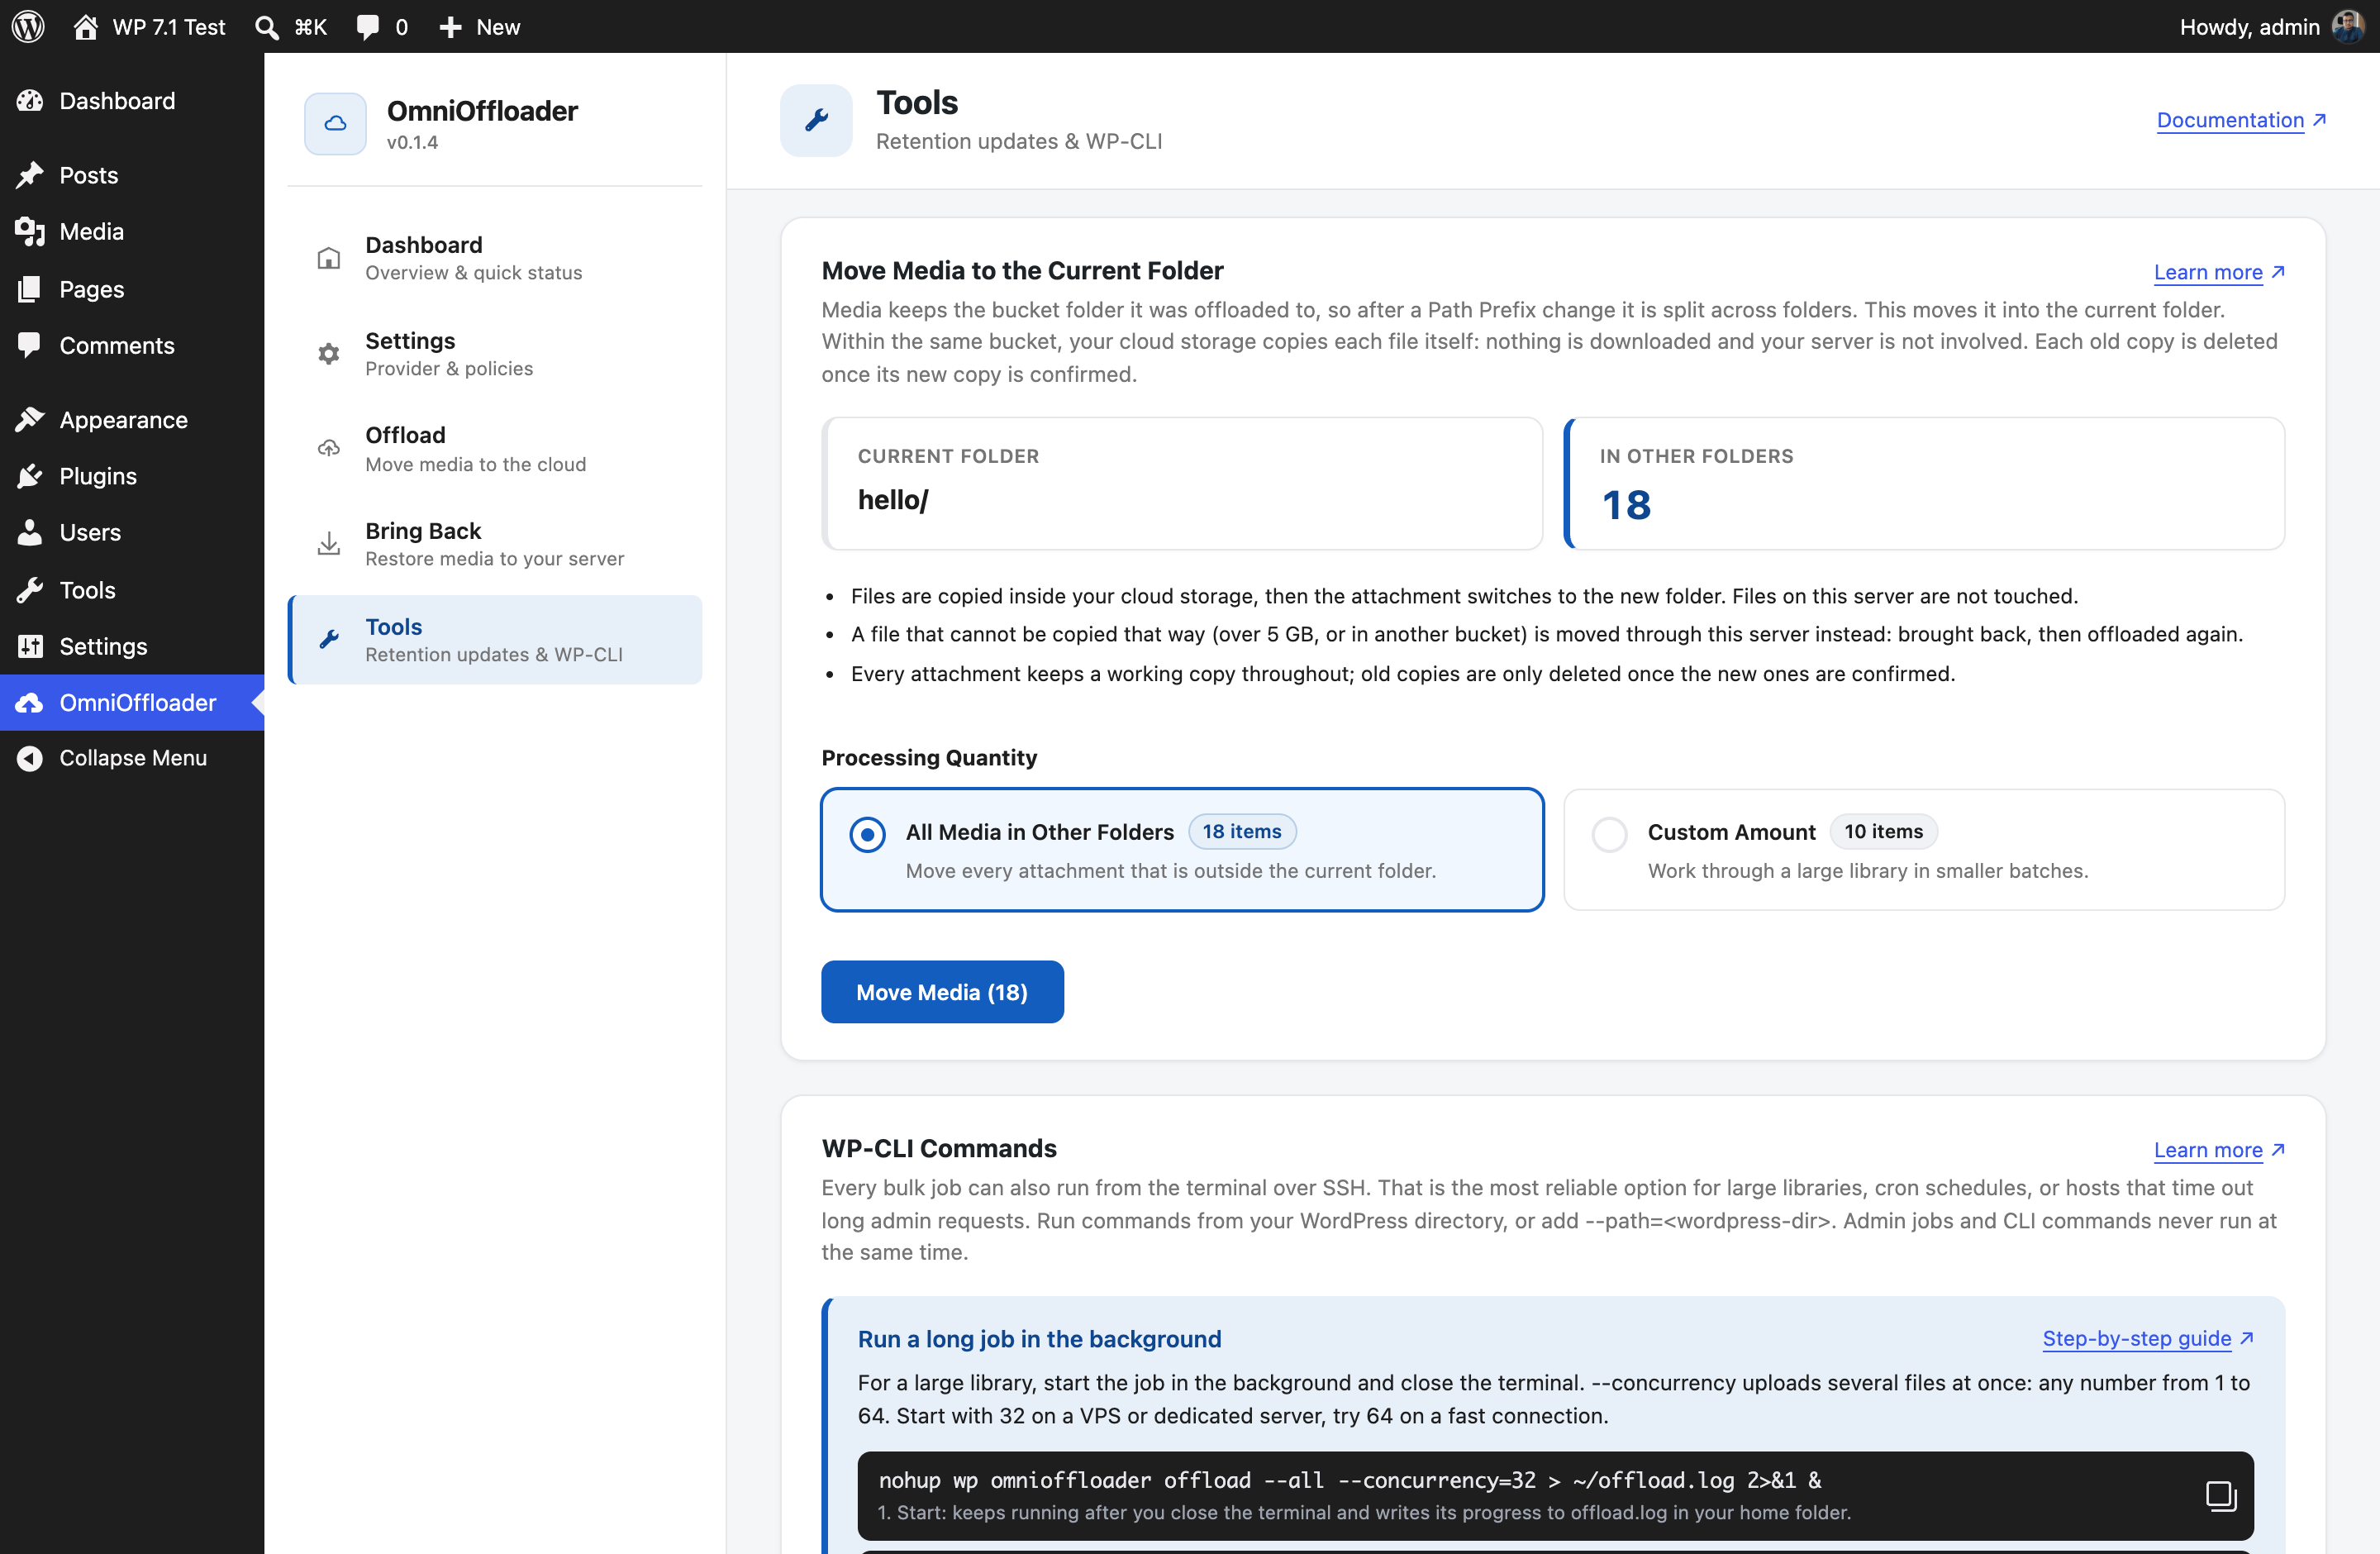 WP 7.1 Test
⌘K
0
New
Howdy, admin
Dashboard
Posts
Media
Pages
Comments
Appearance
Plugins
Users
Tools
Settings
OmniOffloader
Collapse Menu
OmniOffloader
v0.1.4
Dashboard
Overview & quick status
Settings
Provider & policies
Offload
Move media to the cloud
Bring Back
Restore media to your server
Tools
Retention updates & WP-CLI
Tools
Retention updates & WP-CLI
Documentation ↗
Move Media to the Current Folder
Learn more ↗
Media keeps the bucket folder it was offloaded to, so after a Path Prefix change it is split across folders. This moves it into the current folder.
Within the same bucket, your cloud storage copies each file itself: nothing is downloaded and your server is not involved. Each old copy is deleted
once its new copy is confirmed.
CURRENT FOLDER
hello/
IN OTHER FOLDERS
18
• Files are copied inside your cloud storage, then the attachment switches to the new folder. Files on this server are not touched.
• A file that cannot be copied that way (over 5 GB, or in another bucket) is moved through this server instead: brought back, then offloaded again.
• Every attachment keeps a working copy throughout; old copies are only deleted once the new ones are confirmed.
Processing Quantity
All Media in Other Folders 18 items
Move every attachment that is outside the current folder.
Custom Amount 10 items
Work through a large library in smaller batches.
Move Media (18)
WP-CLI Commands
Learn more ↗
Every bulk job can also run from the terminal over SSH. That is the most reliable option for large libraries, cron schedules, or hosts that time out
long admin requests. Run commands from your WordPress directory, or add --path=<wordpress-dir>. Admin jobs and CLI commands never run at
the same time.
Run a long job in the background
Step-by-step guide ↗
For a large library, start the job in the background and close the terminal. --concurrency uploads several files at once: any number from 1 to
64. Start with 32 on a VPS or dedicated server, try 64 on a fast connection.
nohup wp omnioffloader offload --all --concurrency=32 > ~/offload.log 2>&1 &
1. Start: keeps running after you close the terminal and writes its progress to offload.log in your home folder.